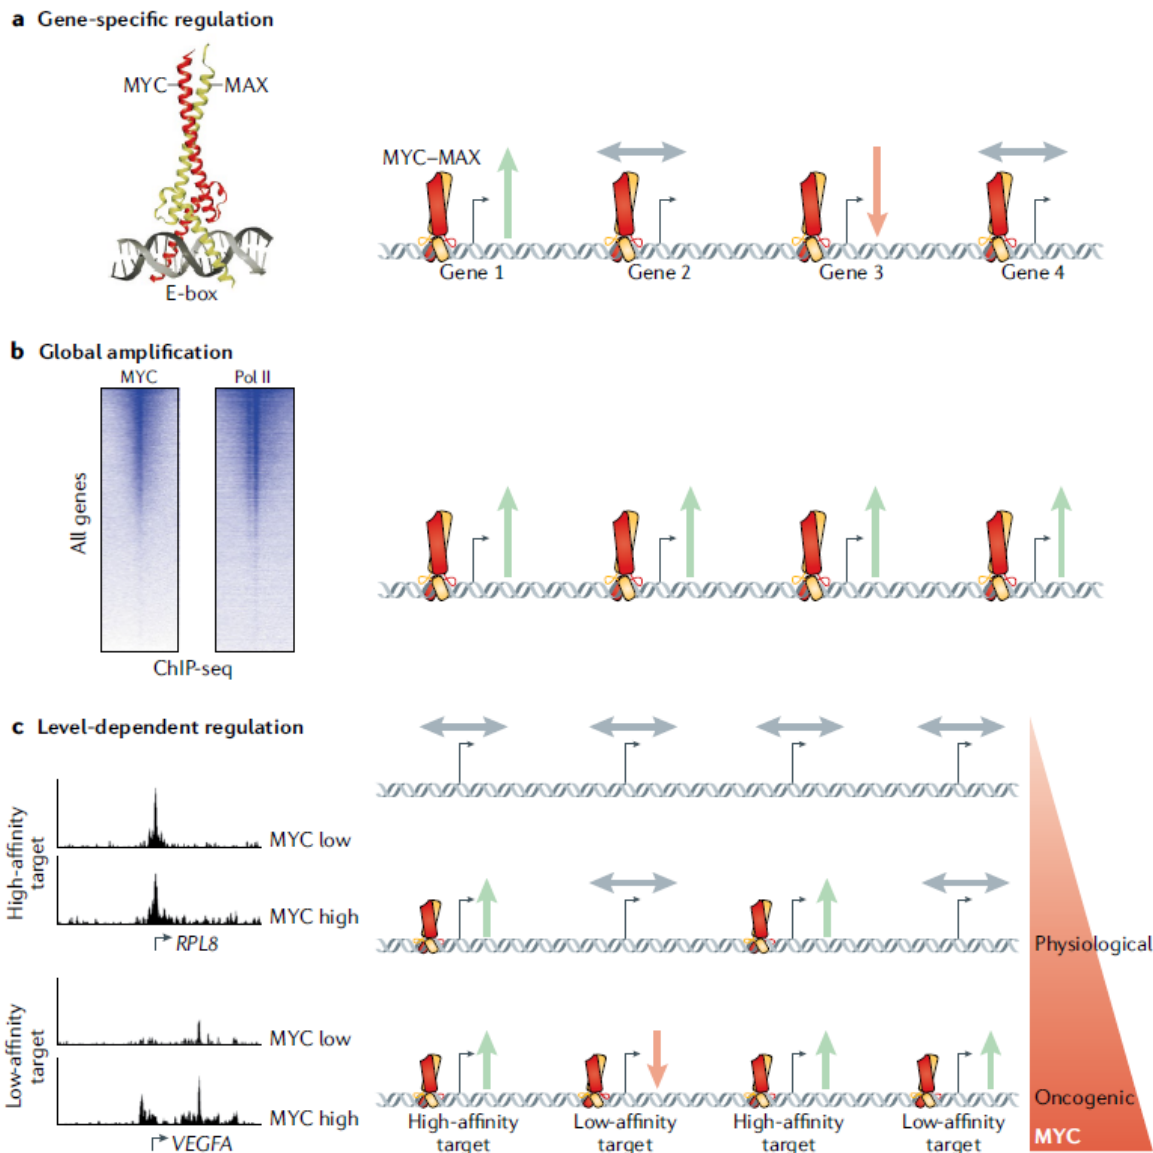 a Gene-specific regulation
MYC
MAX
E-box
MYC–MAX
Gene 1
Gene 2
Gene 3
Gene 4
b Global amplification
MYC
Pol II
All genes
ChIP-seq
c Level-dependent regulation
High-affinity
target
MYC low
MYC high
RPL8
Low-affinity
target
MYC low
MYC high
VEGFA
High-affinity
target
Low-affinity
target
High-affinity
target
Low-affinity
target
Physiological
Oncogenic
MYC